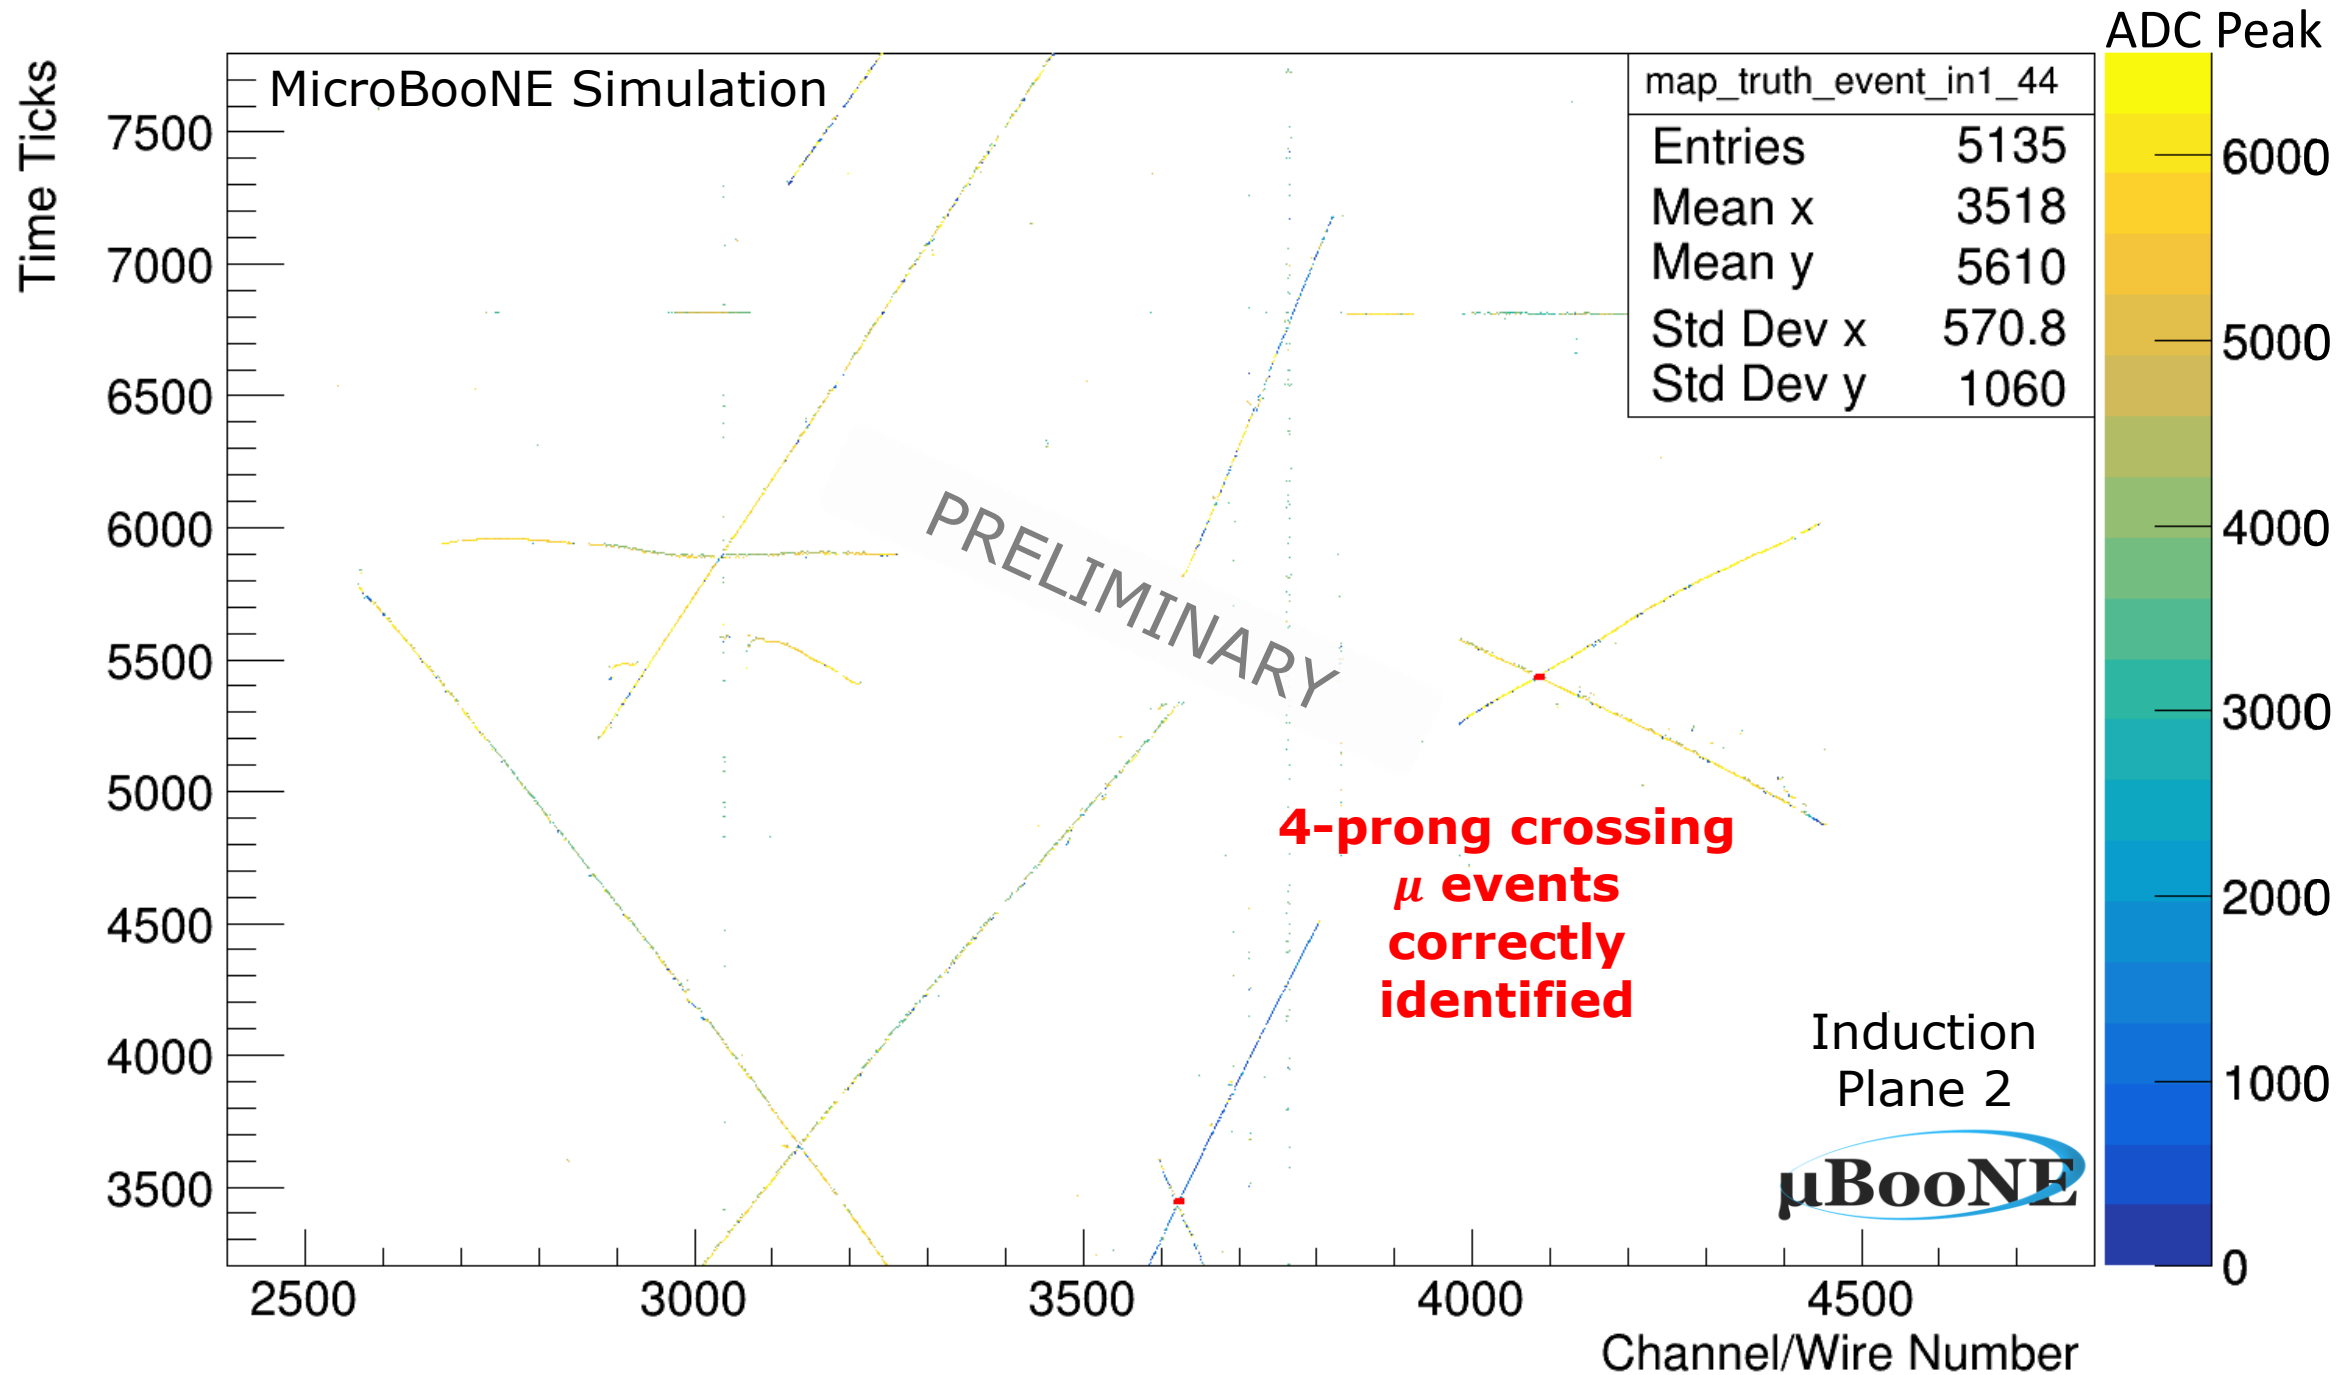 ADC Peak
MicroBooNE Simulation
Time Ticks
map_truth_event_in1_44
Entries 5135
Mean x 3518
Mean y 5610
Std Dev x 570.8
Std Dev y 1060
7500
7000
6500
6000
5500
5000
4500
4000
3500
6000
5000
4000
3000
2000
1000
0
PRELIMINARY
4-prong crossing
μ events
correctly
identified
Induction
Plane 2
μBooNE
2500 3000 3500 4000 4500
Channel/Wire Number